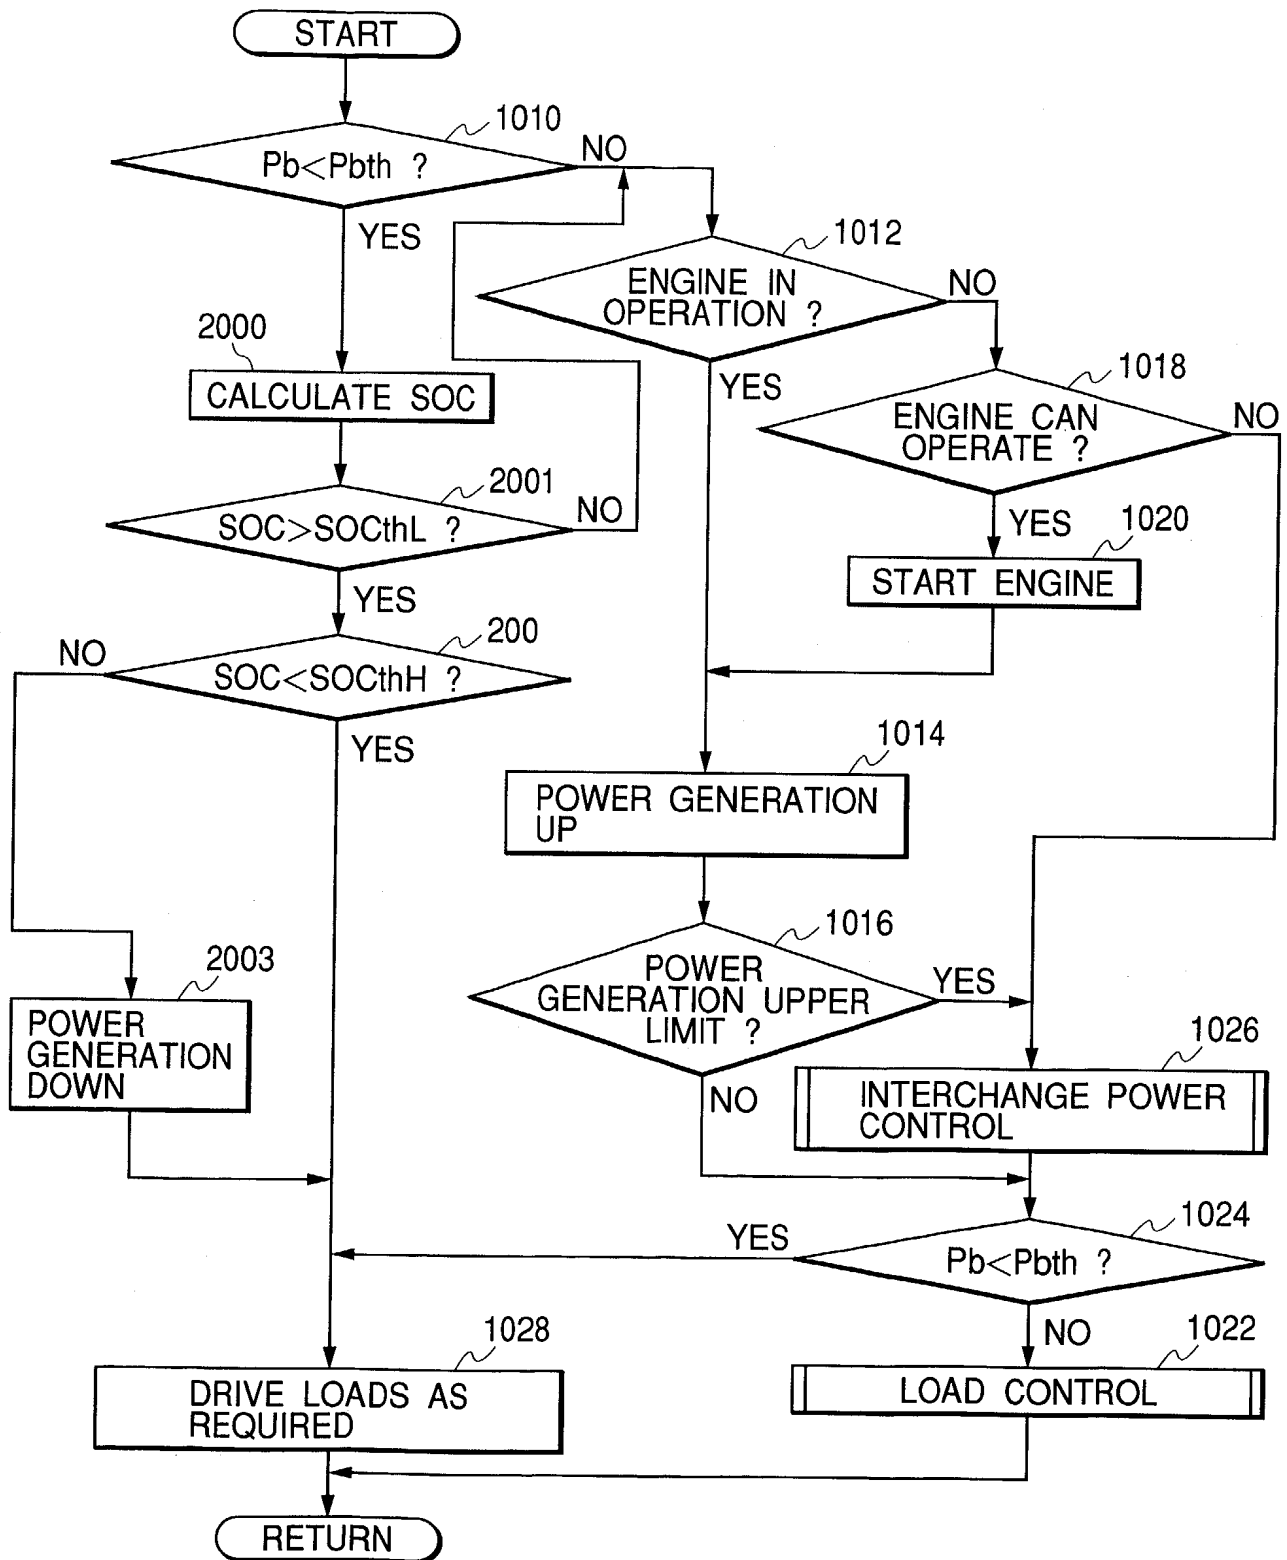 START
1010
Pb<Pbth ?
NO
YES
1012
ENGINE IN
OPERATION ?
NO
YES
2000
CALCULATE SOC
1018
ENGINE CAN
OPERATE ?
NO
YES
2001
SOC>SOCthL ?
NO
YES
1020
START ENGINE
200
NO
SOC<SOCthH ?
YES
1014
POWER GENERATION
UP
1016
POWER
GENERATION UPPER
LIMIT ?
YES
NO
2003
POWER
GENERATION
DOWN
1026
INTERCHANGE POWER
CONTROL
1024
YES
Pb<Pbth ?
NO
1028
DRIVE LOADS AS
REQUIRED
1022
LOAD CONTROL
RETURN